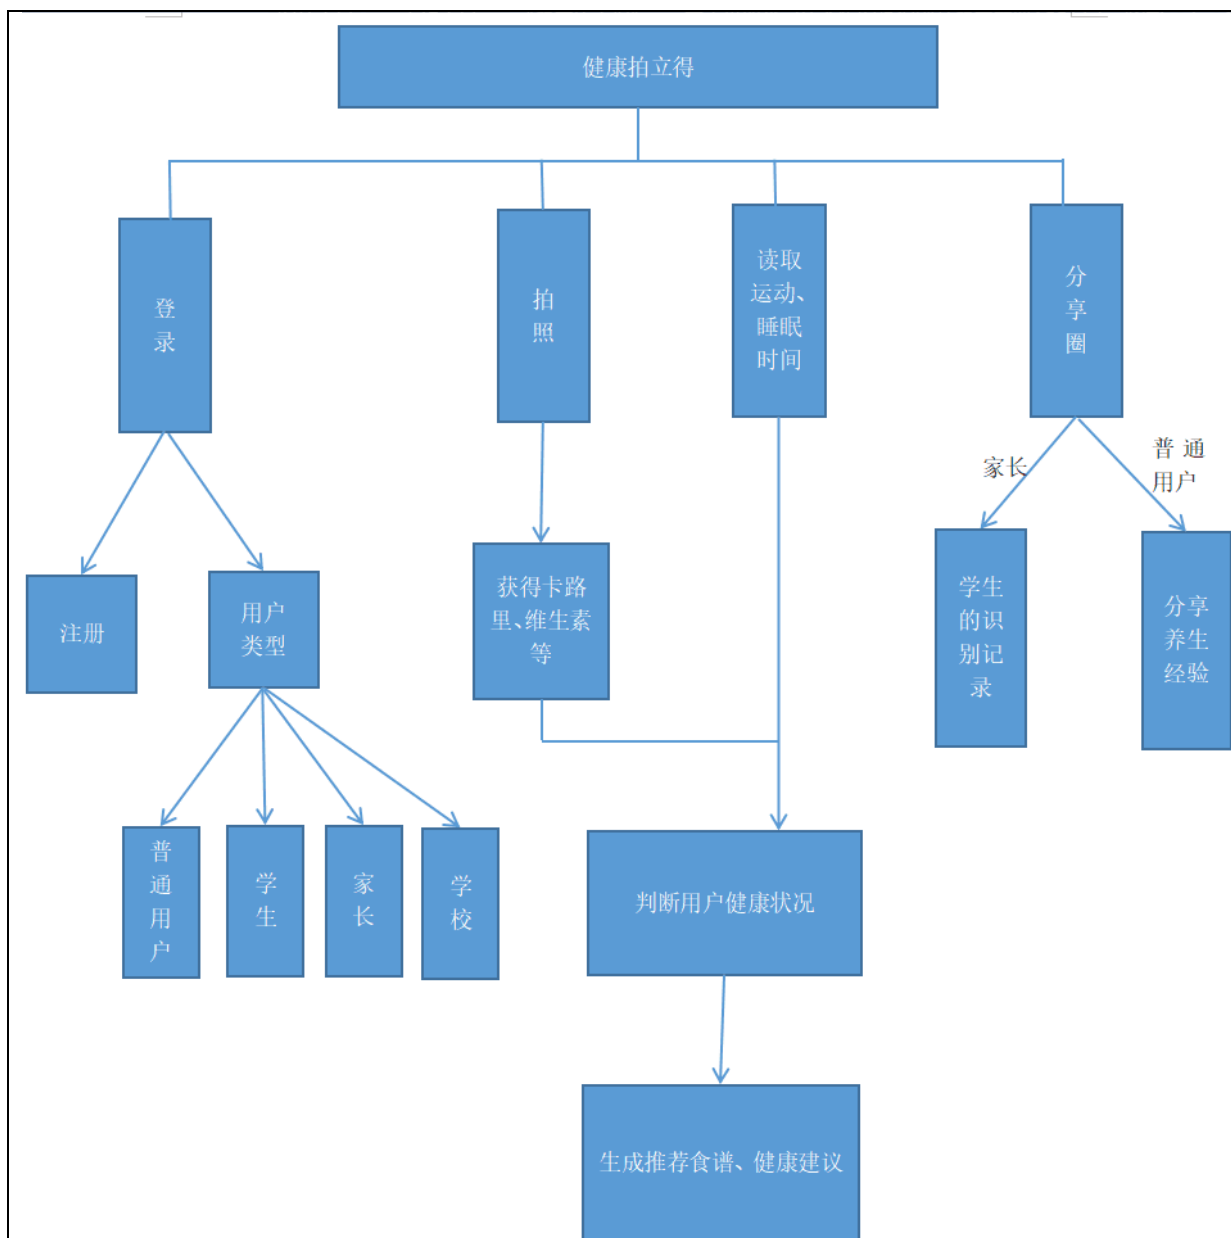 健康拍立得
登
录
拍
照
读取
运动、
睡眠
时间
分
享
圈
家长
普 通
用户
注册
用户
类型
获得卡路
里、维生素
等
学生
的识
别记
录
分享
养生
经验
普
通
用
户
学
生
家
长
学
校
判断用户健康状况
生成推荐食谱、健康建议